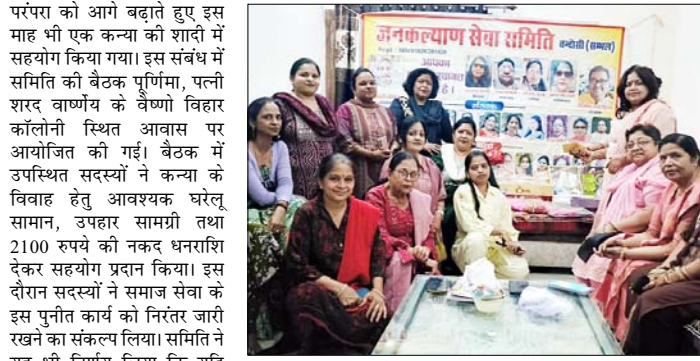 परंपरा को आगे बढ़ाते हुए इस
माह भी एक कन्या की शादी में
सहयोग किया गया। इस संबंध में
समिति की बैठक पूर्णिमा, पत्नी
शरद वार्ष्णेय के वैष्णो विहार
कॉलोनी स्थित आवास पर
आयोजित की गई। बैठक में
उपस्थित सदस्यों ने कन्या के
विवाह हेतु आवश्यक घरेलू
सामान, उपहार सामग्री तथा
2100 रुपये की नकद धनराशि
देकर सहयोग प्रदान किया। इस
दौरान सदस्यों ने समाज सेवा के
इस पुनीत कार्य को निरंतर जारी
रखने का संकल्प लिया। समिति ने
जनकल्याण सेवा समिति
चन्दौसी (सम्भल)
आपका
है।